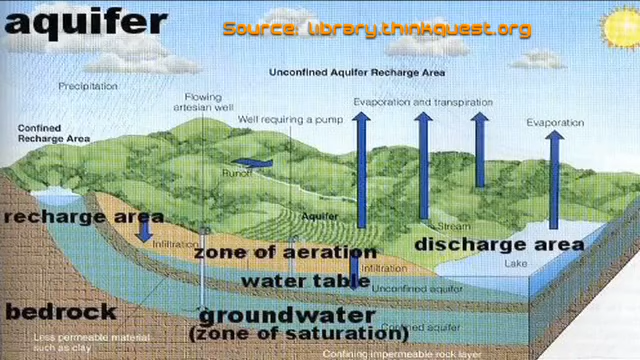 aquifer
Source: library.thinkquest.org
Unconfined Aquifer Recharge Area
Precipitation
Flowing
artesian well
Evaporation and transpiration
Well requiring a pump
Evaporation
Confined
Recharge Area
Runoff
recharge area
Aquifer
Stream
Infiltration
zone of aeration
discharge area
Infiltration
Lake
water table
Unconfined aquifer
bedrock
groundwater
(zone of saturation)
Confined aquifer
Less permeable material
such as clay
Confining impermeable rock layer